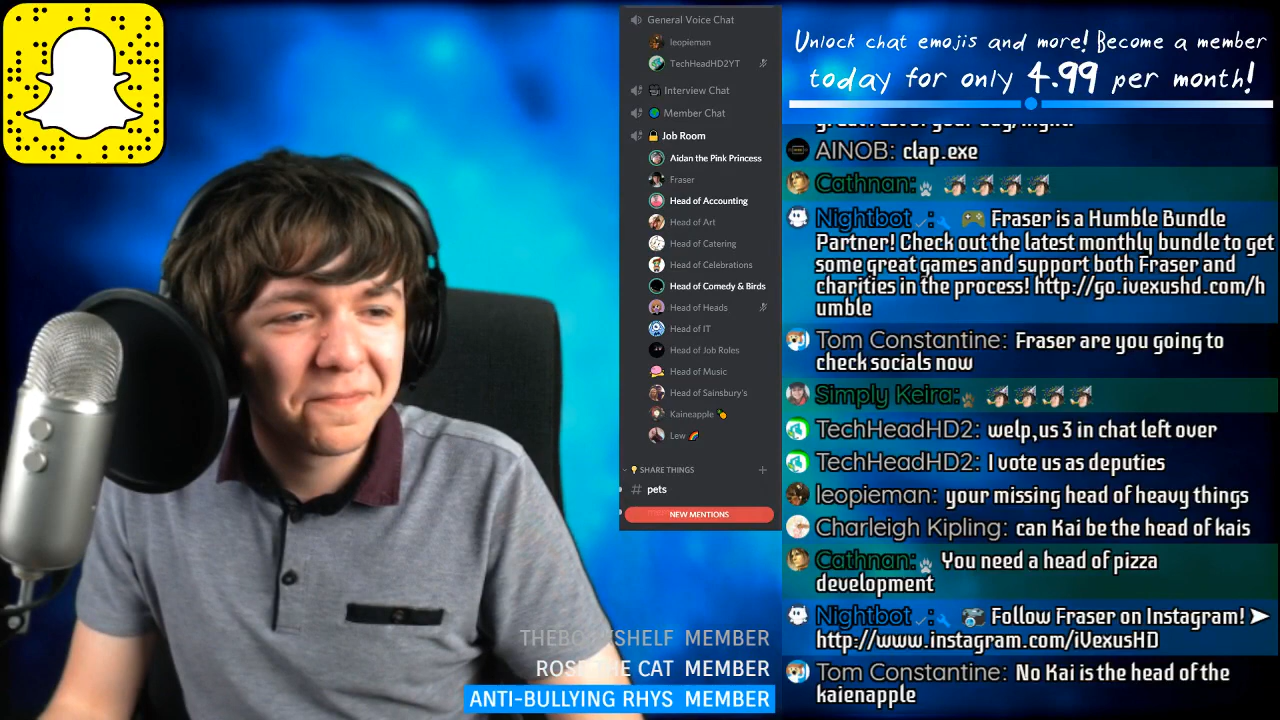 General Voice Chat
leopieman
TechHeadHD2YT
Interview Chat
Member Chat
Job Room
Aidan the Pink Princess
Fraser
Head of Accounting
Head of Art
Head of Catering
Head of Celebrations
Head of Comedy & Birds
Head of Heads
Head of IT
Head of Job Roles
Head of Music
Head of Sainsbury's
Kaineapple 🍍
Lew 🌈
SHARE THINGS +
# pets
NEW MENTIONS
Unlock chat emojis and more! Become a member
today for only 4.99 per month!
AINOB: clap.exe
Cathnan:
Nightbot : Fraser is a Humble Bundle
Partner! Check out the latest monthly bundle to get
some great games and support both Fraser and
charities in the process! http://go.ivexushd.com/h
umble
Tom Constantine: Fraser are you going to
check socials now
Simply Keira:
TechHeadHD2: welp,us 3 in chat left over
TechHeadHD2: I vote us as deputies
leopieman: your missing head of heavy things
Charleigh Kipling: can Kai be the head of kais
Cathnan: You need a head of pizza
development
Nightbot : Follow Fraser on Instagram! ➤
http://www.instagram.com/iVexusHD
Tom Constantine: No Kai is the head of the
kaienapple
MEMBER
ROSIE THE CAT MEMBER
ANTI-BULLYING RHYS MEMBER